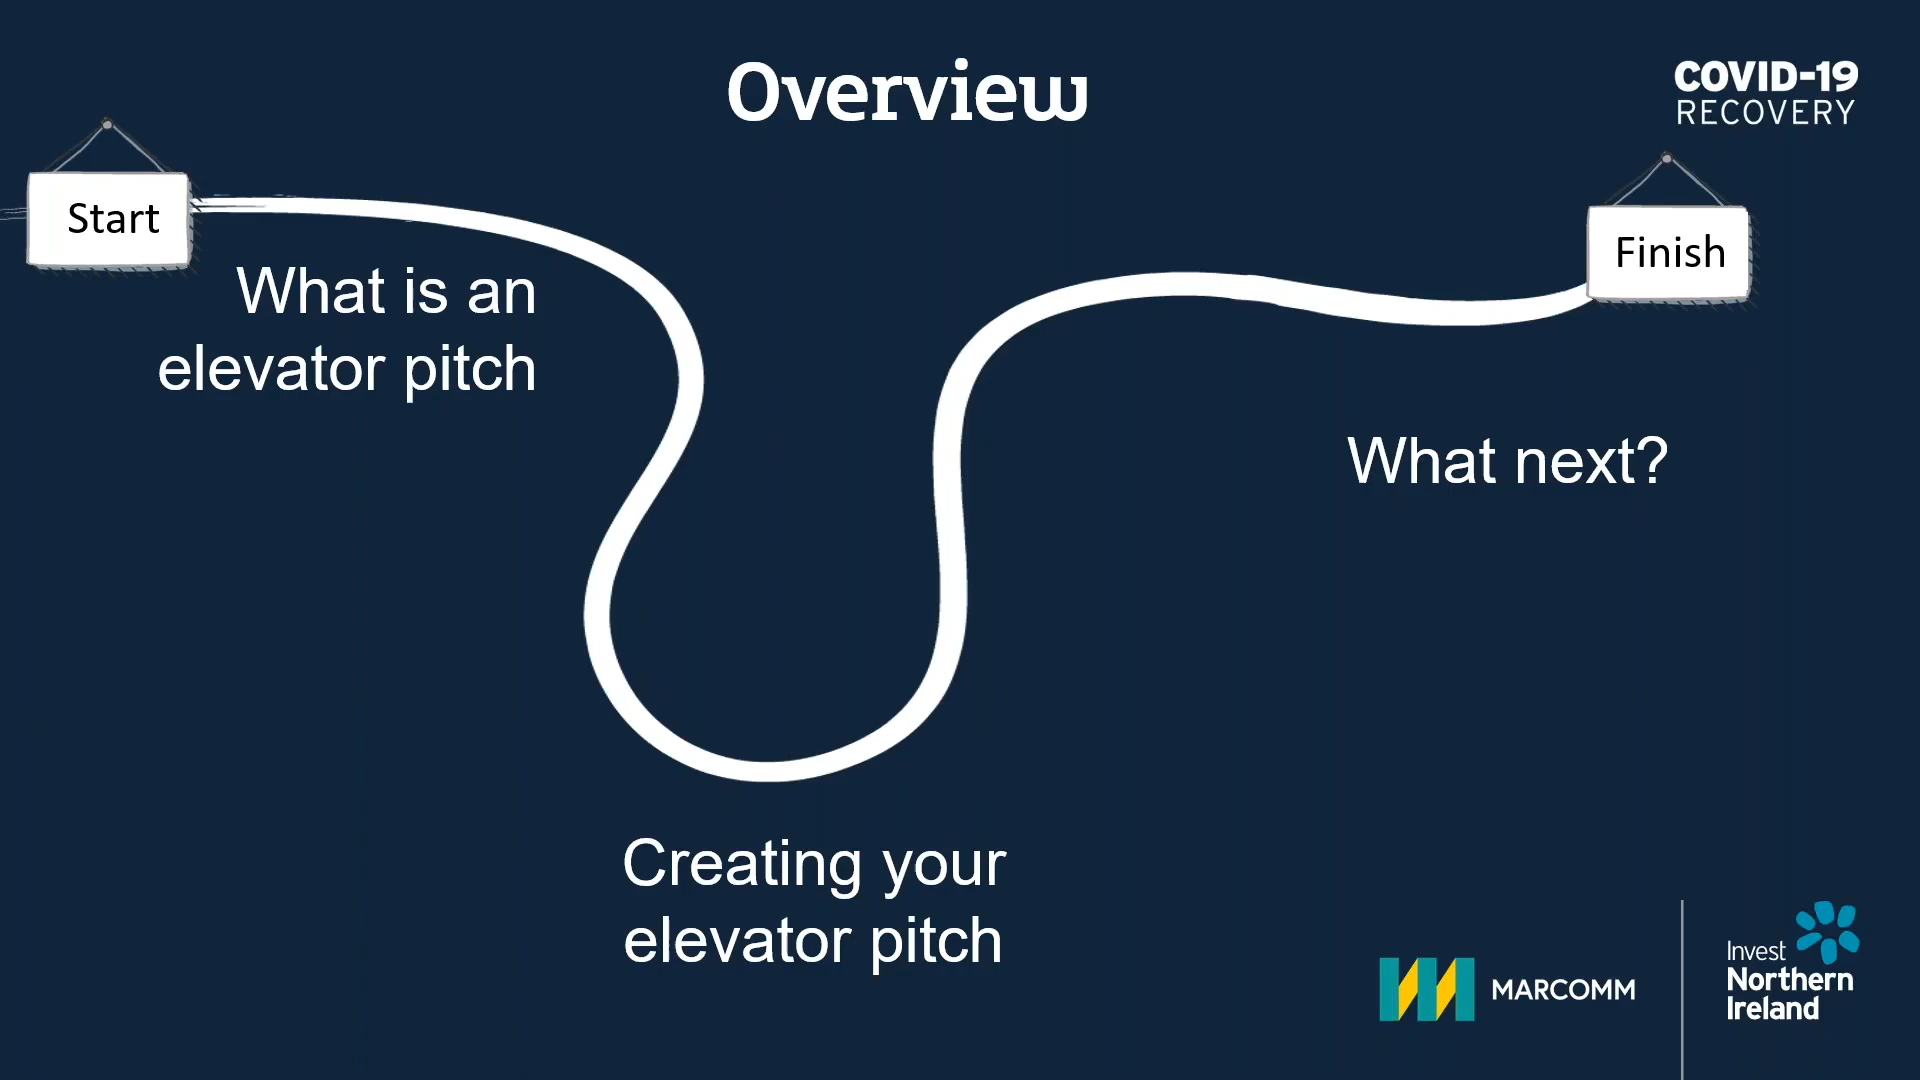 Overview
COVID-19
RECOVERY
Start
Finish
What is an
elevator pitch
What next?
Creating your
elevator pitch
MARCOMM
Invest
Northern
Ireland